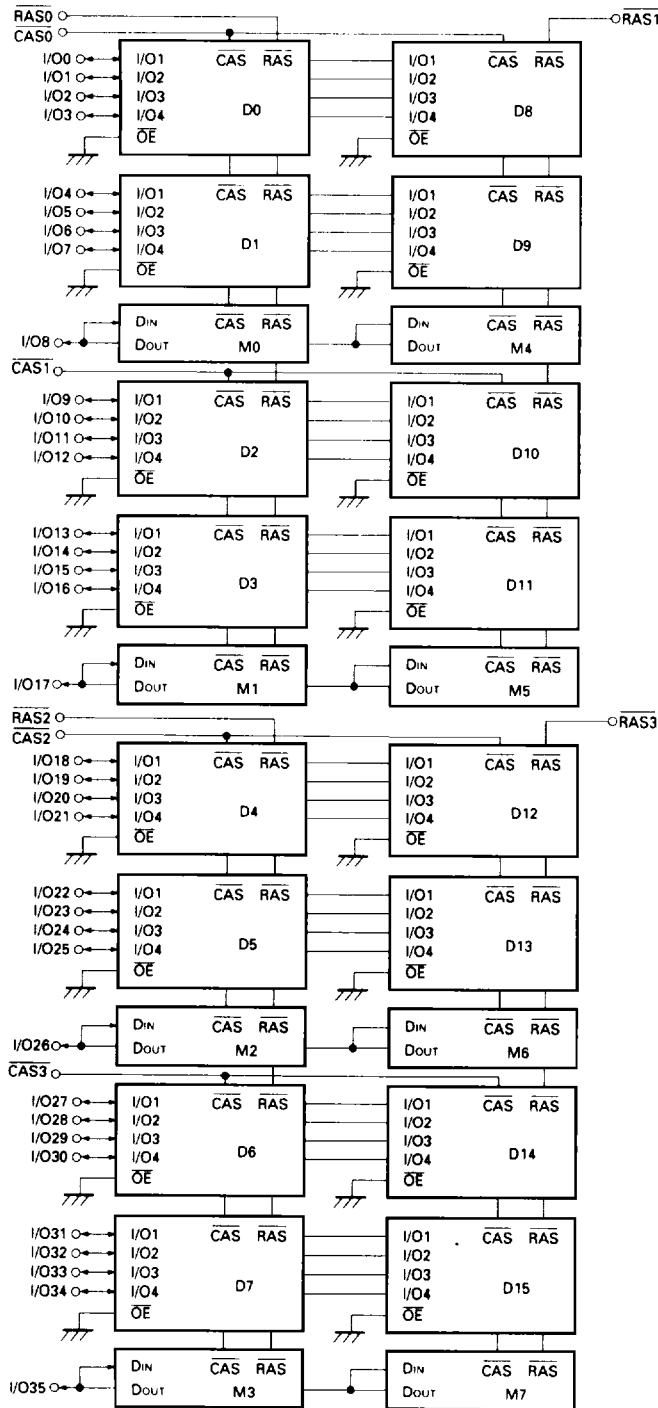 RAS0 RAS1
CAS0
I/O0 I/O1 CAS RAS I/O1 CAS RAS
I/O1 I/O2 I/O2
I/O2 I/O3 D0 I/O3 D8
I/O3 I/O4 I/O4
OE OE
I/O4 I/O1 CAS RAS I/O1 CAS RAS
I/O5 I/O2 I/O2
I/O6 I/O3 D1 I/O3 D9
I/O7 I/O4 I/O4
OE OE
DIN CAS RAS DIN CAS RAS
I/O8 DOUT M0 DOUT M4
CAS1
I/O9 I/O1 CAS RAS I/O1 CAS RAS
I/O10 I/O2 I/O2
I/O11 I/O3 D2 I/O3 D10
I/O12 I/O4 I/O4
OE OE
I/O13 I/O1 CAS RAS I/O1 CAS RAS
I/O14 I/O2 I/O2
I/O15 I/O3 D3 I/O3 D11
I/O16 I/O4 I/O4
OE OE
DIN CAS RAS DIN CAS RAS
I/O17 DOUT M1 DOUT M5
RAS2 RAS3
CAS2
I/O18 I/O1 CAS RAS I/O1 CAS RAS
I/O19 I/O2 I/O2
I/O20 I/O3 D4 I/O3 D12
I/O21 I/O4 I/O4
OE OE
I/O22 I/O1 CAS RAS I/O1 CAS RAS
I/O23 I/O2 I/O2
I/O24 I/O3 D5 I/O3 D13
I/O25 I/O4 I/O4
OE OE
DIN CAS RAS DIN CAS RAS
I/O26 DOUT M2 DOUT M6
CAS3
I/O27 I/O1 CAS RAS I/O1 CAS RAS
I/O28 I/O2 I/O2
I/O29 I/O3 D6 I/O3 D14
I/O30 I/O4 I/O4
OE OE
I/O31 I/O1 CAS RAS I/O1 CAS RAS
I/O32 I/O2 I/O2
I/O33 I/O3 D7 I/O3 D15
I/O34 I/O4 I/O4
OE OE
DIN CAS RAS DIN CAS RAS
I/O35 DOUT M3 DOUT M7